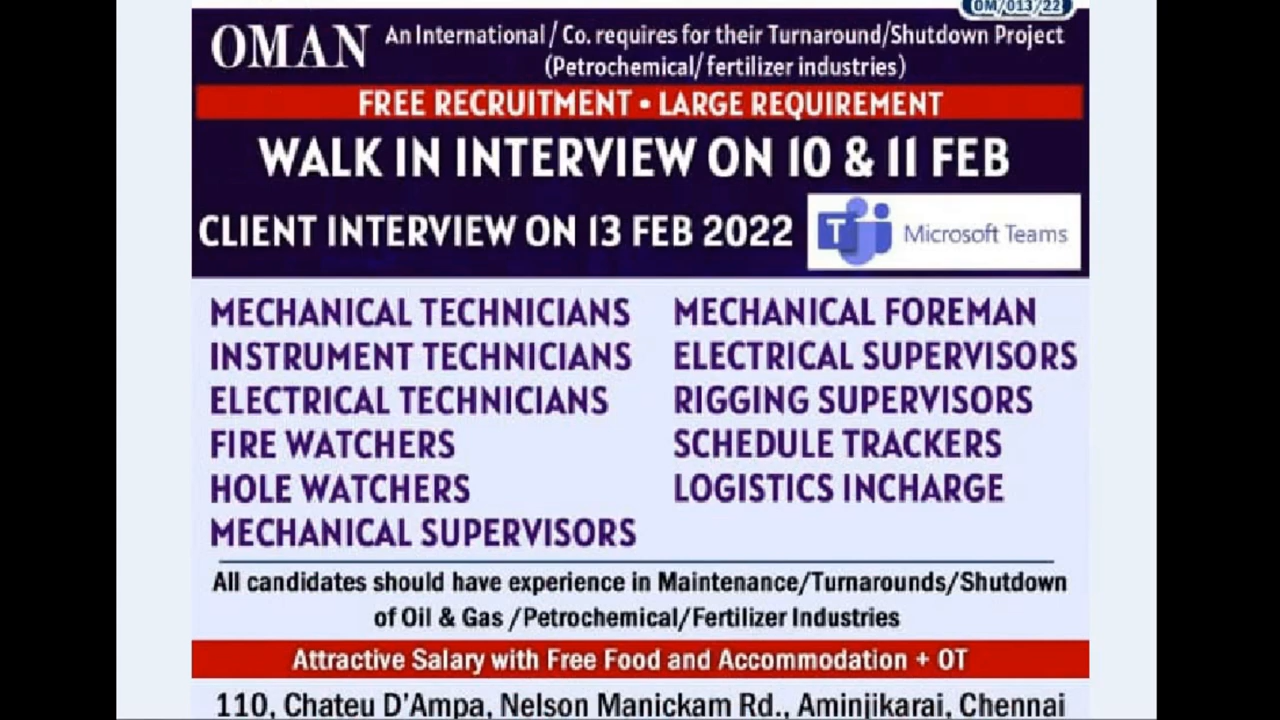 OM/013/22
OMAN An International / Co. requires for their Turnaround/Shutdown Project
(Petrochemical/ fertilizer industries)
FREE RECRUITMENT • LARGE REQUIREMENT
WALK IN INTERVIEW ON 10 & 11 FEB
CLIENT INTERVIEW ON 13 FEB 2022
T Microsoft Teams
MECHANICAL TECHNICIANS
INSTRUMENT TECHNICIANS
ELECTRICAL TECHNICIANS
FIRE WATCHERS
HOLE WATCHERS
MECHANICAL SUPERVISORS
MECHANICAL FOREMAN
ELECTRICAL SUPERVISORS
RIGGING SUPERVISORS
SCHEDULE TRACKERS
LOGISTICS INCHARGE
All candidates should have experience in Maintenance/Turnarounds/Shutdown
of Oil & Gas /Petrochemical/Fertilizer Industries
Attractive Salary with Free Food and Accommodation + OT
110, Chateu D'Ampa, Nelson Manickam Rd., Aminjikarai, Chennai